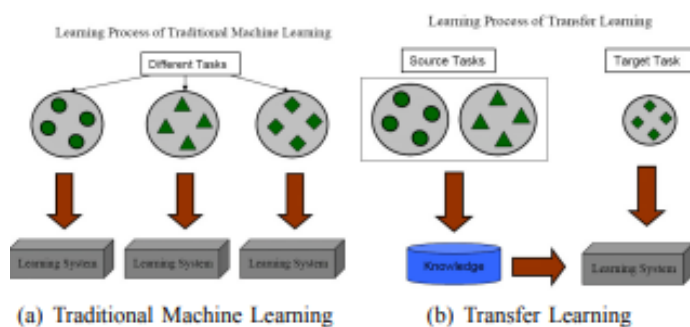 Learning Process of Traditional Machine Learning
Different Tasks
Learning System
Learning System
Learning System
(a) Traditional Machine Learning
Learning Process of Transfer Learning
Source Tasks
Target Task
Knowledge
Learning System
(b) Transfer Learning